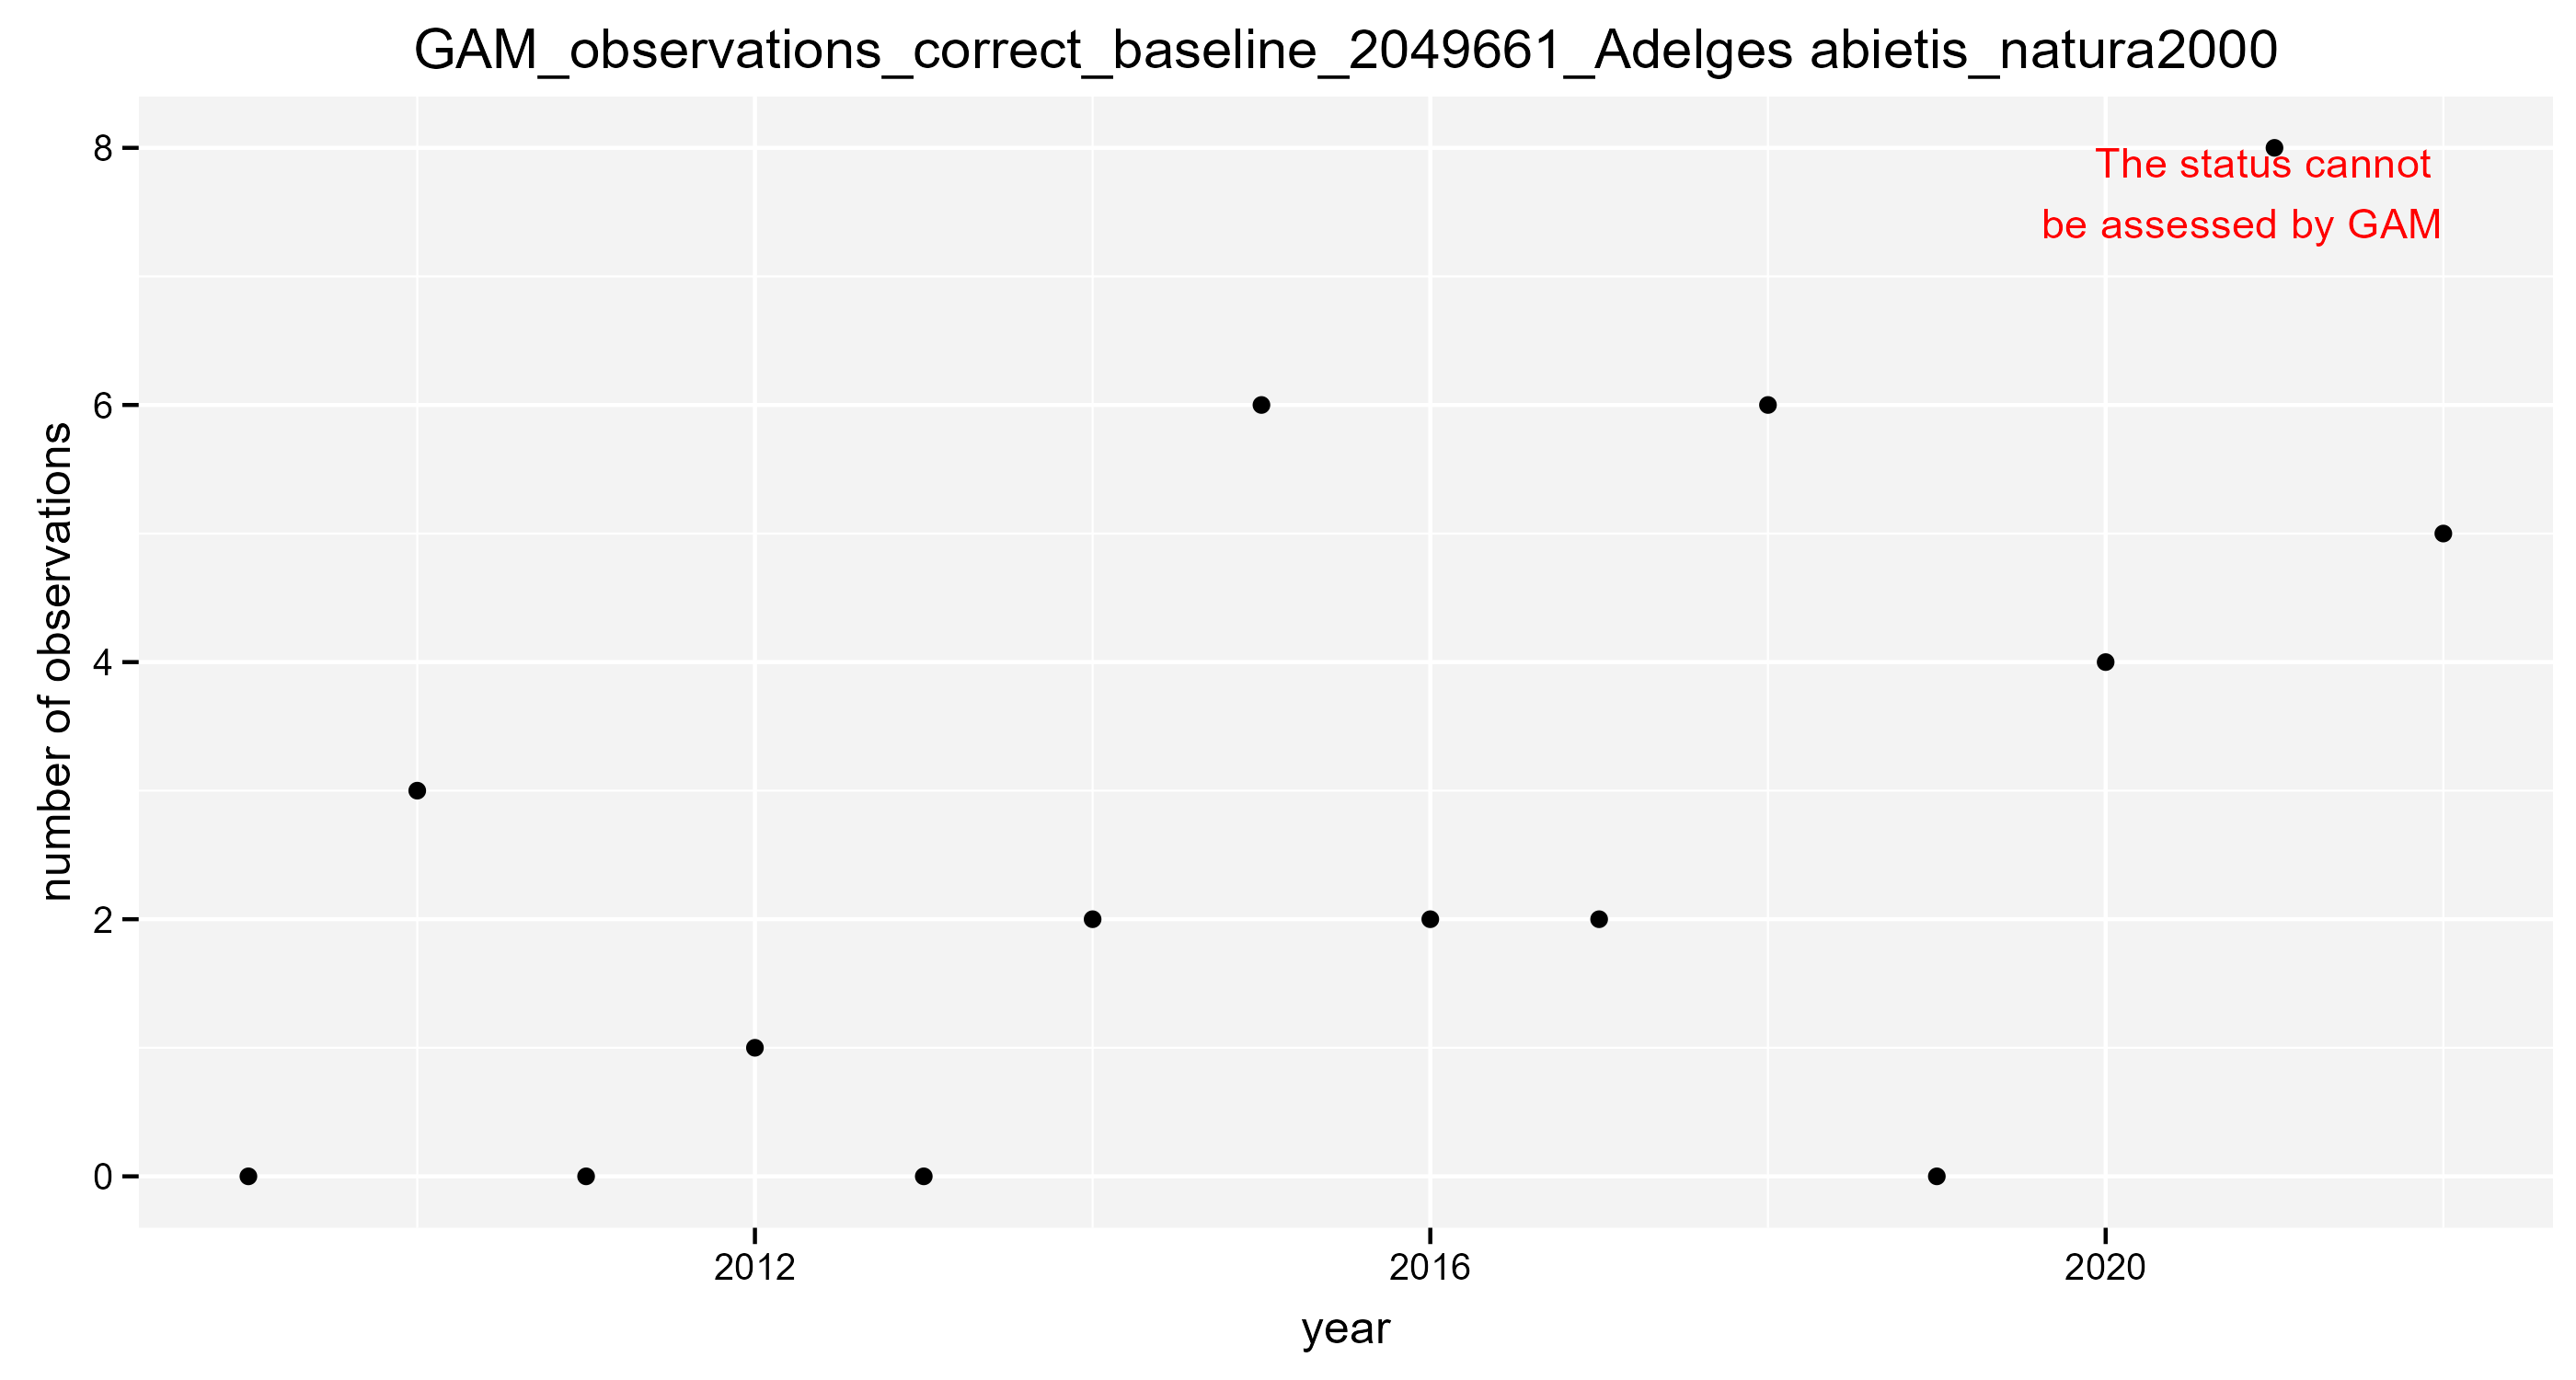 GAM_observations_correct_baseline_2049661_Adelges abietis_natura2000
8
The status cannot
be assessed by GAM
6
number of observations
4
2
0
2012
2016
2020
year